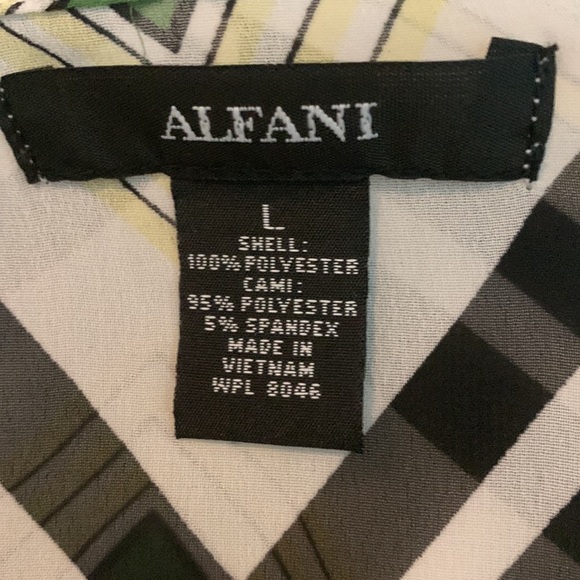 ALFANI
L
SHELL:
100% POLYESTER
CAMI:
95% POLYESTER
5% SPANDEX
MADE IN
VIETNAM
WPL 8046